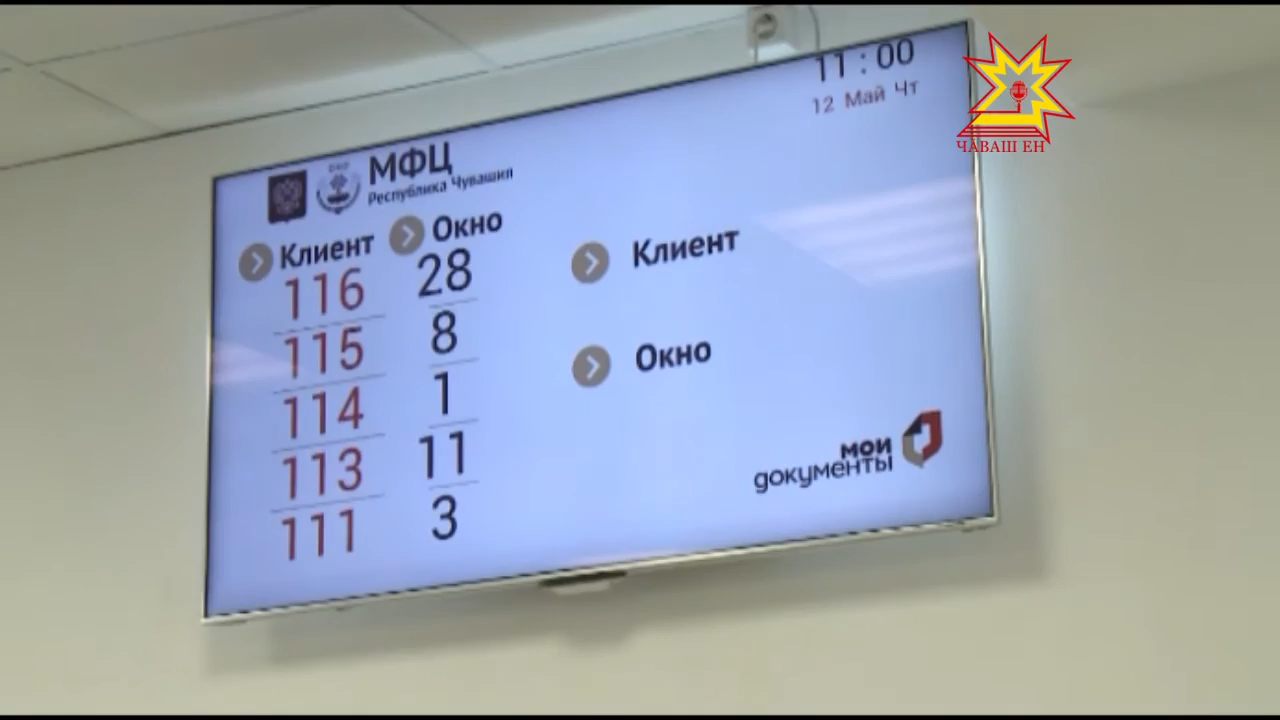 11:00
12 Май Чт
ЧАВАШ ЕН
МФЦ
Республика Чувашия
Клиент Окно
116 28
115 8
114 1
113 11
111 3
Клиент
Окно
мои
документы